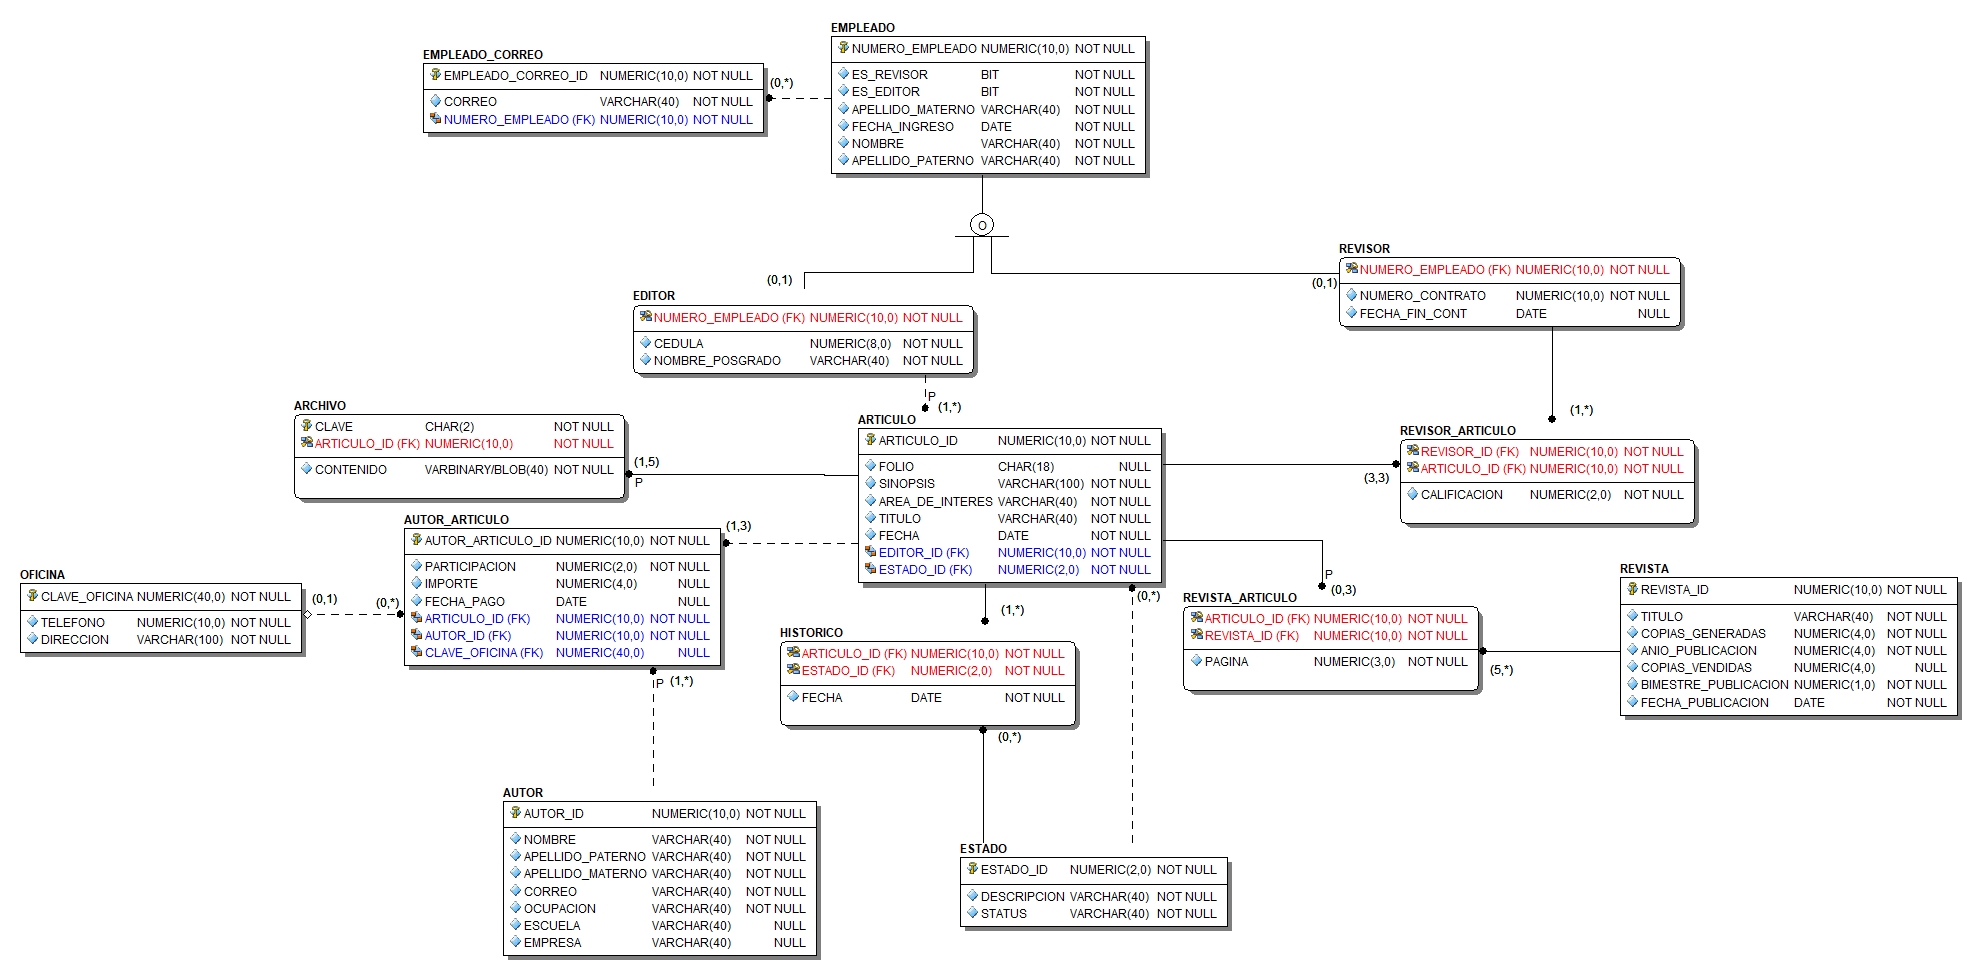 EMPLEADO
NUMERO_EMPLEADO NUMERIC(10,0) NOT NULL
ES_REVISOR BIT NOT NULL
ES_EDITOR BIT NOT NULL
APELLIDO_MATERNO VARCHAR(40) NOT NULL
FECHA_INGRESO DATE NOT NULL
NOMBRE VARCHAR(40) NOT NULL
APELLIDO_PATERNO VARCHAR(40) NOT NULL
EMPLEADO_CORREO
EMPLEADO_CORREO_ID NUMERIC(10,0) NOT NULL
CORREO VARCHAR(40) NOT NULL
NUMERO_EMPLEADO (FK) NUMERIC(10,0) NOT NULL
(0,*)
O
(0,1)
(0,1)
REVISOR
NUMERO_EMPLEADO (FK) NUMERIC(10,0) NOT NULL
NUMERO_CONTRATO NUMERIC(10,0) NOT NULL
FECHA_FIN_CONT DATE NULL
EDITOR
NUMERO_EMPLEADO (FK) NUMERIC(10,0) NOT NULL
CEDULA NUMERIC(8,0) NOT NULL
NOMBRE_POSGRADO VARCHAR(40) NOT NULL
P
(1,*)
(1,*)
ARCHIVO
CLAVE CHAR(2) NOT NULL
ARTICULO_ID (FK) NUMERIC(10,0) NOT NULL
CONTENIDO VARBINARY/BLOB(40) NOT NULL
(1,5)
P
ARTICULO
ARTICULO_ID NUMERIC(10,0) NOT NULL
FOLIO CHAR(18) NULL
SINOPSIS VARCHAR(100) NOT NULL
AREA_DE_INTERES VARCHAR(40) NOT NULL
TITULO VARCHAR(40) NOT NULL
FECHA DATE NOT NULL
EDITOR_ID (FK) NUMERIC(10,0) NOT NULL
ESTADO_ID (FK) NUMERIC(2,0) NOT NULL
REVISOR_ARTICULO
REVISOR_ID (FK) NUMERIC(10,0) NOT NULL
ARTICULO_ID (FK) NUMERIC(10,0) NOT NULL
CALIFICACION NUMERIC(2,0) NOT NULL
(3,3)
AUTOR_ARTICULO
AUTOR_ARTICULO_ID NUMERIC(10,0) NOT NULL
PARTICIPACION NUMERIC(2,0) NOT NULL
IMPORTE NUMERIC(4,0) NULL
FECHA_PAGO DATE NULL
ARTICULO_ID (FK) NUMERIC(10,0) NOT NULL
AUTOR_ID (FK) NUMERIC(10,0) NOT NULL
CLAVE_OFICINA (FK) NUMERIC(40,0) NULL
(1,3)
OFICINA
CLAVE_OFICINA NUMERIC(40,0) NOT NULL
TELEFONO NUMERIC(10,0) NOT NULL
DIRECCION VARCHAR(100) NOT NULL
(0,1)
(0,*)
P
(1,*)
(1,*)
(0,*)
P
(0,3)
HISTORICO
ARTICULO_ID (FK) NUMERIC(10,0) NOT NULL
ESTADO_ID (FK) NUMERIC(2,0) NOT NULL
FECHA DATE NOT NULL
(0,*)
REVISTA_ARTICULO
ARTICULO_ID (FK) NUMERIC(10,0) NOT NULL
REVISTA_ID (FK) NUMERIC(10,0) NOT NULL
PAGINA NUMERIC(3,0) NOT NULL
(5,*)
REVISTA
REVISTA_ID NUMERIC(10,0) NOT NULL
TITULO VARCHAR(40) NOT NULL
COPIAS_GENERADAS NUMERIC(4,0) NOT NULL
ANIO_PUBLICACION NUMERIC(4,0) NOT NULL
COPIAS_VENDIDAS NUMERIC(4,0) NULL
BIMESTRE_PUBLICACION NUMERIC(1,0) NOT NULL
FECHA_PUBLICACION DATE NOT NULL
AUTOR
AUTOR_ID NUMERIC(10,0) NOT NULL
NOMBRE VARCHAR(40) NOT NULL
APELLIDO_PATERNO VARCHAR(40) NOT NULL
APELLIDO_MATERNO VARCHAR(40) NOT NULL
CORREO VARCHAR(40) NOT NULL
OCUPACION VARCHAR(40) NOT NULL
ESCUELA VARCHAR(40) NULL
EMPRESA VARCHAR(40) NULL
ESTADO
ESTADO_ID NUMERIC(2,0) NOT NULL
DESCRIPCION VARCHAR(40) NOT NULL
STATUS VARCHAR(40) NOT NULL